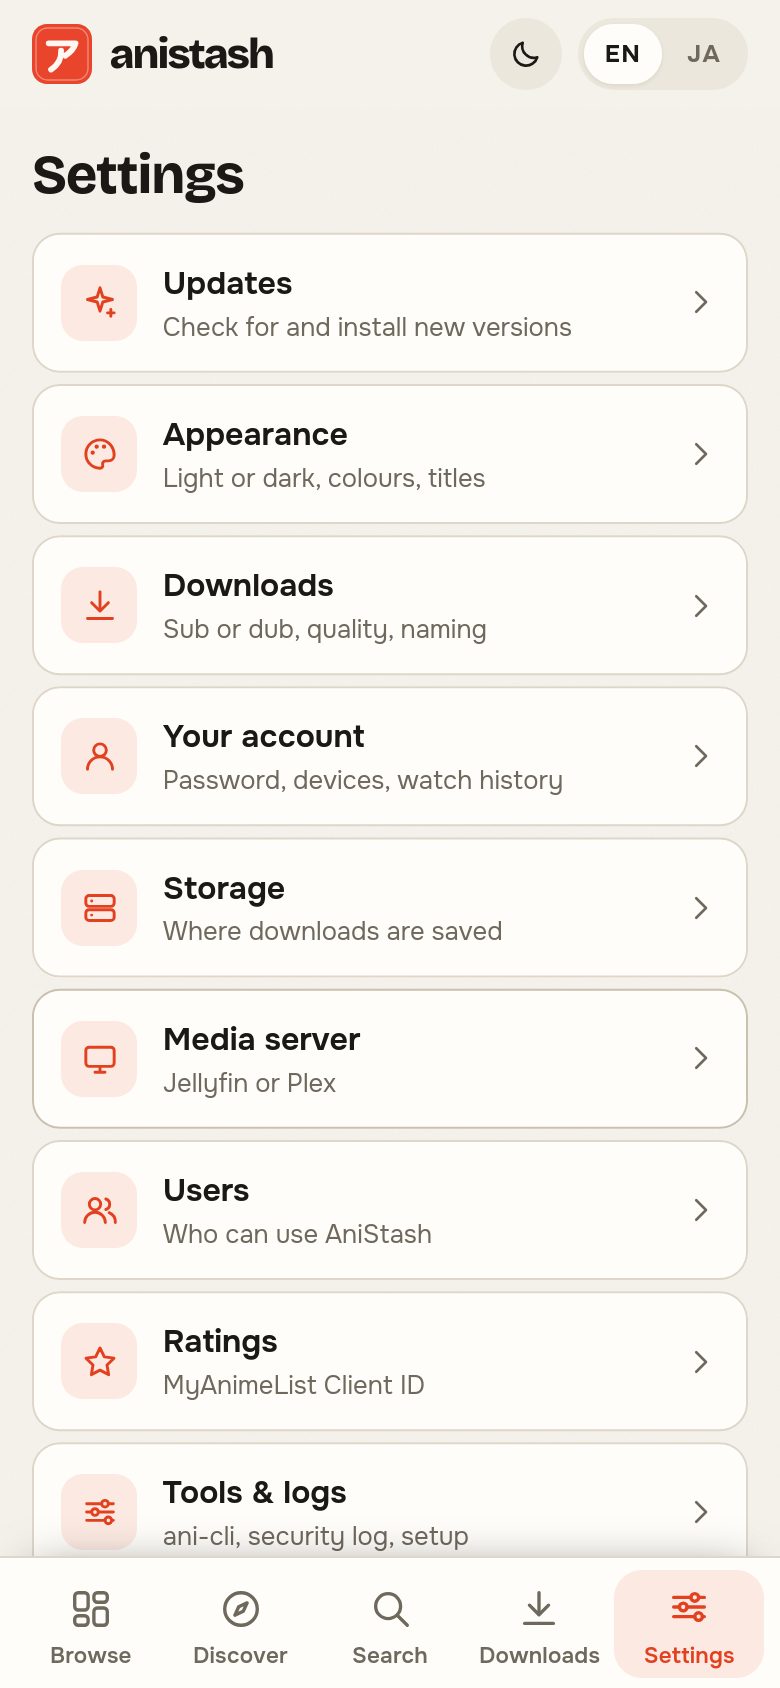 ア anistash
EN JA
Settings
Updates
Check for and install new versions
Appearance
Light or dark, colours, titles
Downloads
Sub or dub, quality, naming
Your account
Password, devices, watch history
Storage
Where downloads are saved
Media server
Jellyfin or Plex
Users
Who can use AniStash
Ratings
MyAnimeList Client ID
Tools & logs
ani-cli, security log, setup
Browse Discover Search Downloads Settings